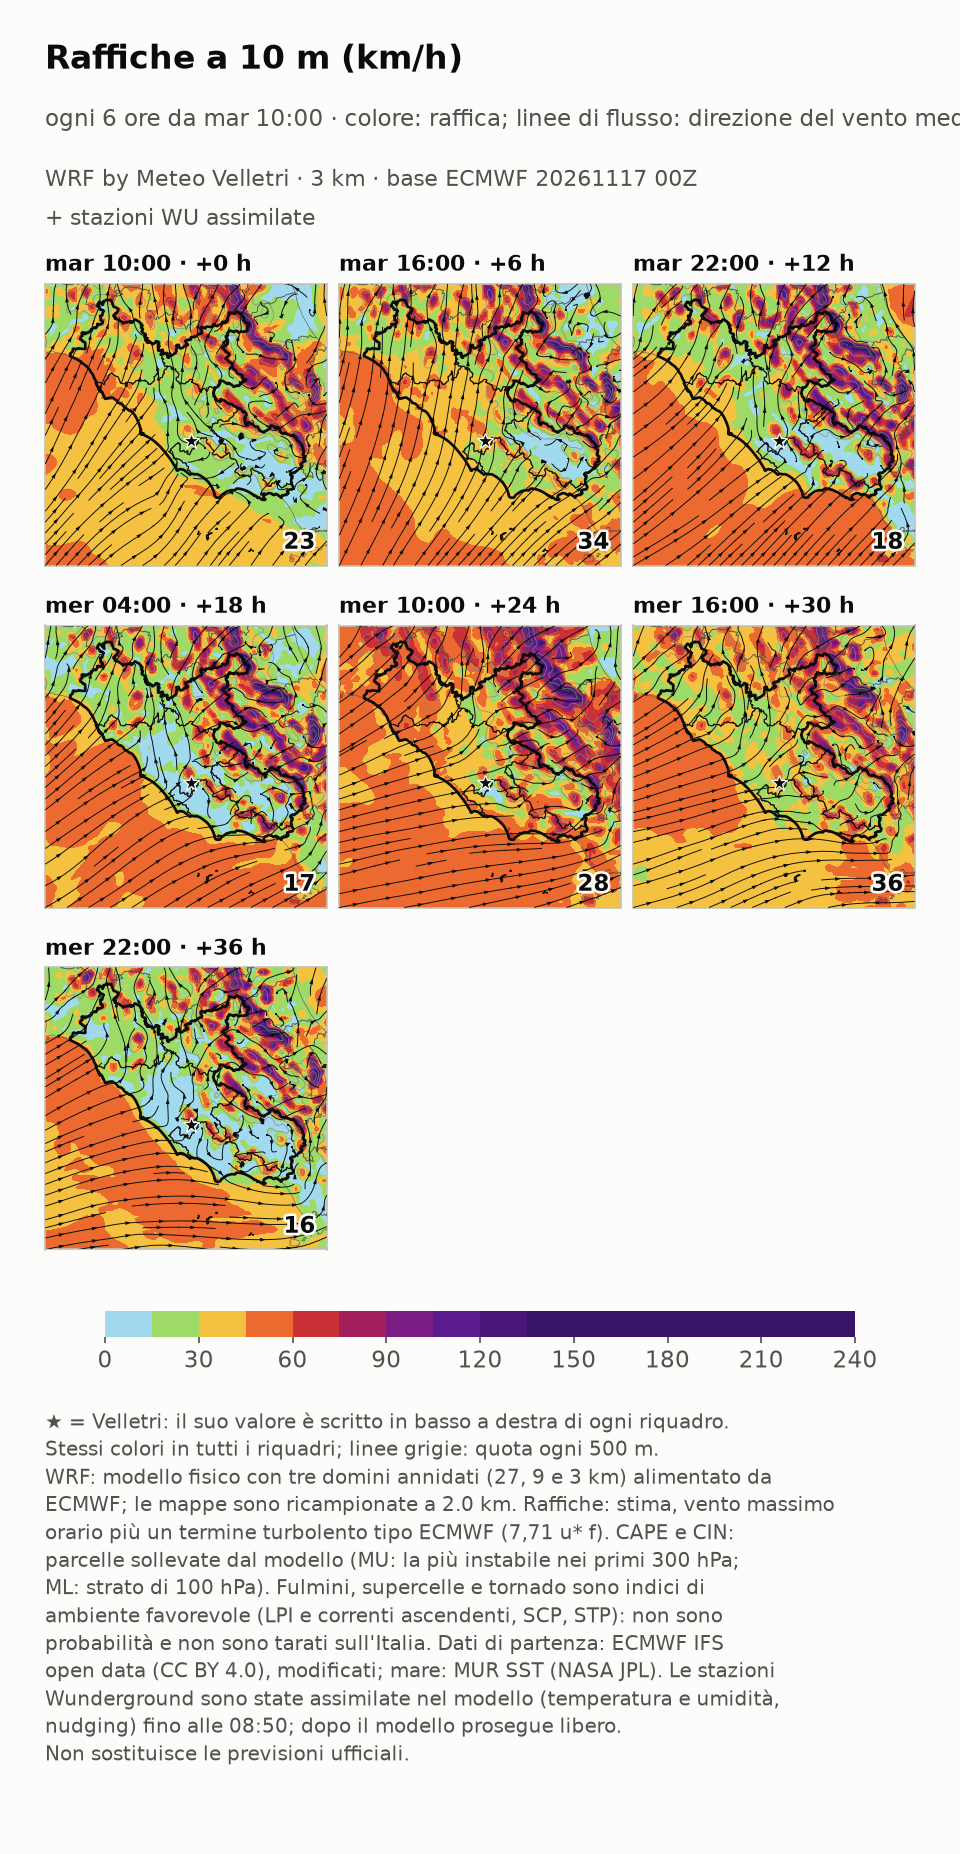 Raffiche a 10 m (km/h)
ogni 6 ore da mar 10:00 · colore: raffica; linee di flusso: direzione del vento med
WRF by Meteo Velletri · 3 km · base ECMWF 20261117 00Z
+ stazioni WU assimilate
mar 10:00 · +0 h
mar 16:00 · +6 h
mar 22:00 · +12 h
23
34
18
mer 04:00 · +18 h
mer 10:00 · +24 h
mer 16:00 · +30 h
17
28
36
mer 22:00 · +36 h
16
0 30 60 90 120 150 180 210 240
★ = Velletri: il suo valore è scritto in basso a destra di ogni riquadro.
Stessi colori in tutti i riquadri; linee grigie: quota ogni 500 m.
WRF: modello fisico con tre domini annidati (27, 9 e 3 km) alimentato da
ECMWF; le mappe sono ricampionate a 2.0 km. Raffiche: stima, vento massimo
orario più un termine turbolento tipo ECMWF (7,71 u* f). CAPE e CIN:
parcelle sollevate dal modello (MU: la più instabile nei primi 300 hPa;
ML: strato di 100 hPa). Fulmini, supercelle e tornado sono indici di
ambiente favorevole (LPI e correnti ascendenti, SCP, STP): non sono
probabilità e non sono tarati sull'Italia. Dati di partenza: ECMWF IFS
open data (CC BY 4.0), modificati; mare: MUR SST (NASA JPL). Le stazioni
Wunderground sono state assimilate nel modello (temperatura e umidità,
nudging) fino alle 08:50; dopo il modello prosegue libero.
Non sostituisce le previsioni ufficiali.